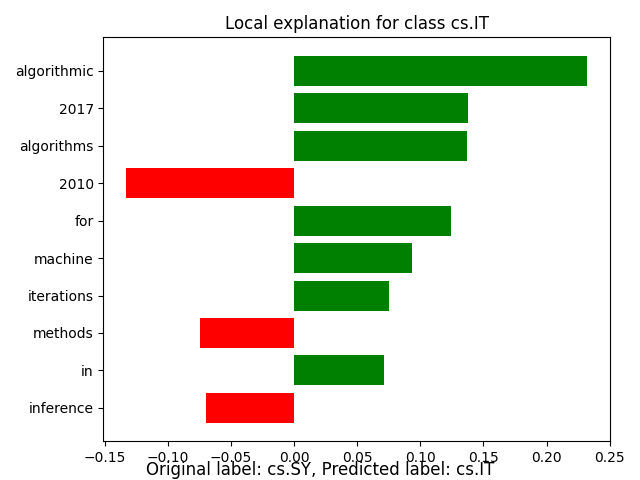 Local explanation for class cs.IT
algorithmic
2017
algorithms
2010
for
machine
iterations
methods
in
inference
−0.15 −0.10 −0.05 0.00 0.05 0.10 0.15 0.20 0.25
Original label: cs.SY, Predicted label: cs.IT